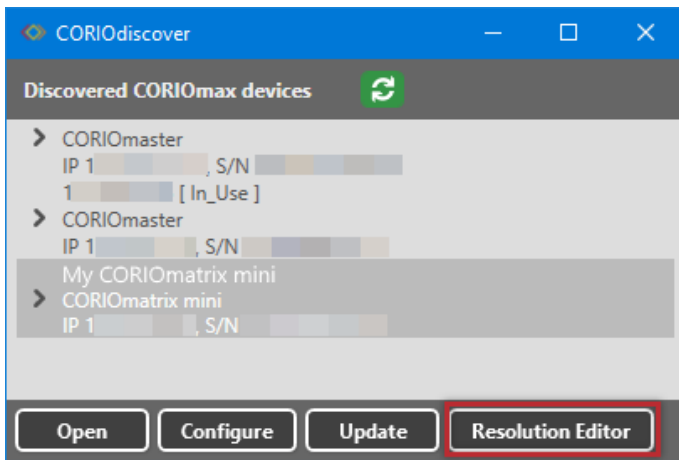 CORIOdiscover
Discovered CORIOmax devices
CORIOmaster
IP 1 , S/N
1 [ In_Use ]
CORIOmaster
IP 1 , S/N
My CORIOmatrix mini
CORIOmatrix mini
IP 1 , S/N
Open Configure Update Resolution Editor